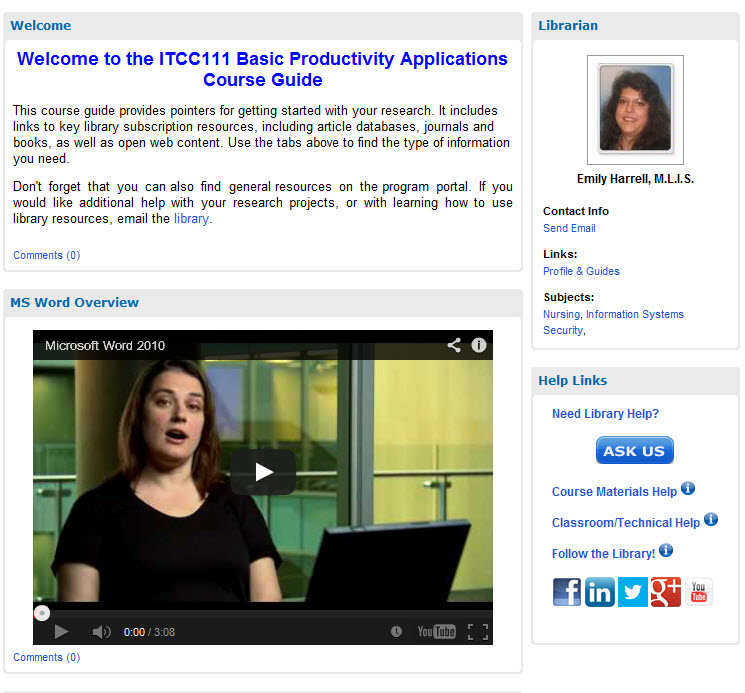 Welcome
Welcome to the ITCC111 Basic Productivity Applications
Course Guide
This course guide provides pointers for getting started with your research. It includes
links to key library subscription resources, including article databases, journals and
books, as well as open web content. Use the tabs above to find the type of information
you need.
Don't forget that you can also find general resources on the program portal. If you
would like additional help with your research projects, or with learning how to use
library resources, email the library.
Comments (0)
MS Word Overview
Microsoft Word 2010
0:00 / 3:08
YouTube
Comments (0)
Librarian
Emily Harrell, M.L.I.S.
Contact Info
Send Email
Links:
Profile & Guides
Subjects:
Nursing, Information Systems
Security,
Help Links
Need Library Help?
ASK US
Course Materials Help i
Classroom/Technical Help i
Follow the Library! i
f in g+ You Tube